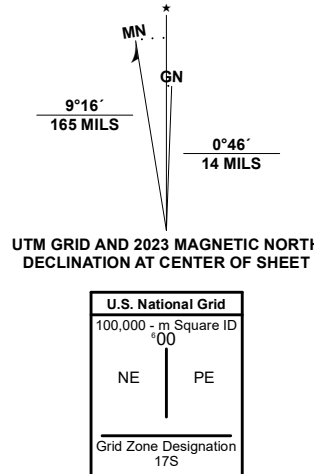 ★
MN
GN
9°16´
165 MILS
0°46´
14 MILS
UTM GRID AND 2023 MAGNETIC NORTH
DECLINATION AT CENTER OF SHEET
U.S. National Grid
100,000 - m Square ID
⁶00
NE PE
Grid Zone Designation
17S